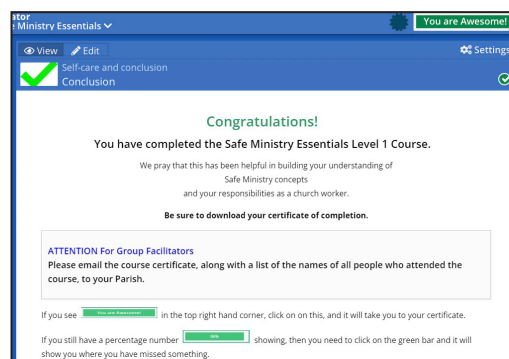 ator
Ministry Essentials
You are Awesome!
View Edit Settings
Self-care and conclusion
Conclusion
Congratulations!
You have completed the Safe Ministry Essentials Level 1 Course.
We pray that this has been helpful in building your understanding of
Safe Ministry concepts
and your responsibilities as a church worker.
Be sure to download your certificate of completion.
ATTENTION For Group Facilitators
Please email the course certificate, along with a list of the names of all people who attended the
course, to your Parish.
If you see You are Awesome! in the top right hand corner, click on on this, and it will take you to your certificate.
If you still have a percentage number showing, then you need to click on the green bar and it will
show you where you have missed something.